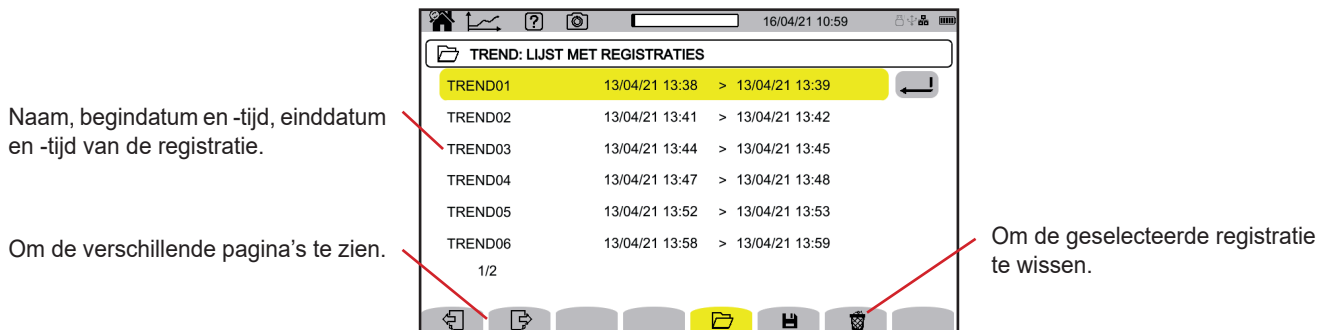 16/04/21 10:59
TREND: LIJST MET REGISTRATIES
TREND01 13/04/21 13:38 > 13/04/21 13:39
TREND02 13/04/21 13:41 > 13/04/21 13:42
TREND03 13/04/21 13:44 > 13/04/21 13:45
TREND04 13/04/21 13:47 > 13/04/21 13:48
TREND05 13/04/21 13:52 > 13/04/21 13:53
TREND06 13/04/21 13:58 > 13/04/21 13:59
1/2
Naam, begindatum en -tijd, einddatum
en -tijd van de registratie.
Om de verschillende pagina's te zien.
Om de geselecteerde registratie
te wissen.